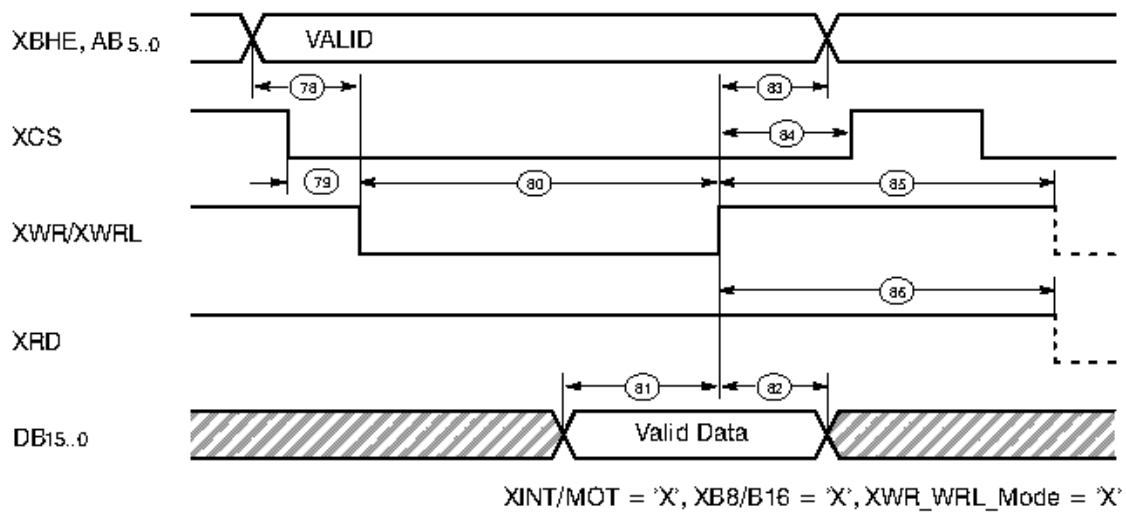 XBHE, AB5..0 VALID
78 83
XCS 84
79 80 85
XWR/XWRL
86
XRD
81 82
DB15..0 Valid Data
XINT/MOT = 'X', XB8/B16 = 'X', XWR_WRL_Mode = 'X'